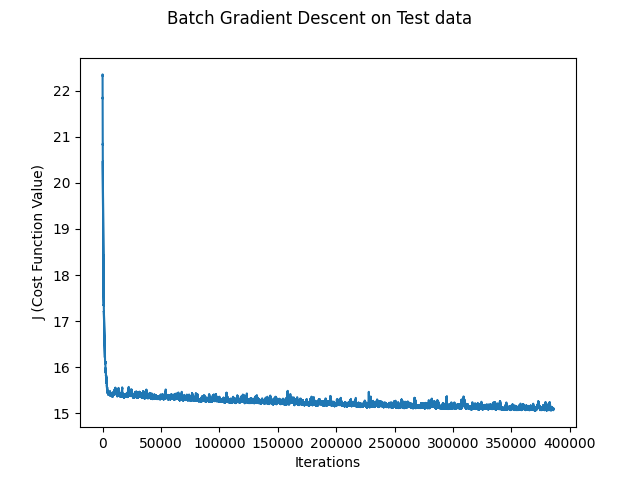 Batch Gradient Descent on Test data
J (Cost Function Value)
22
21
20
19
18
17
16
15
0 50000 100000 150000 200000 250000 300000 350000 400000
Iterations